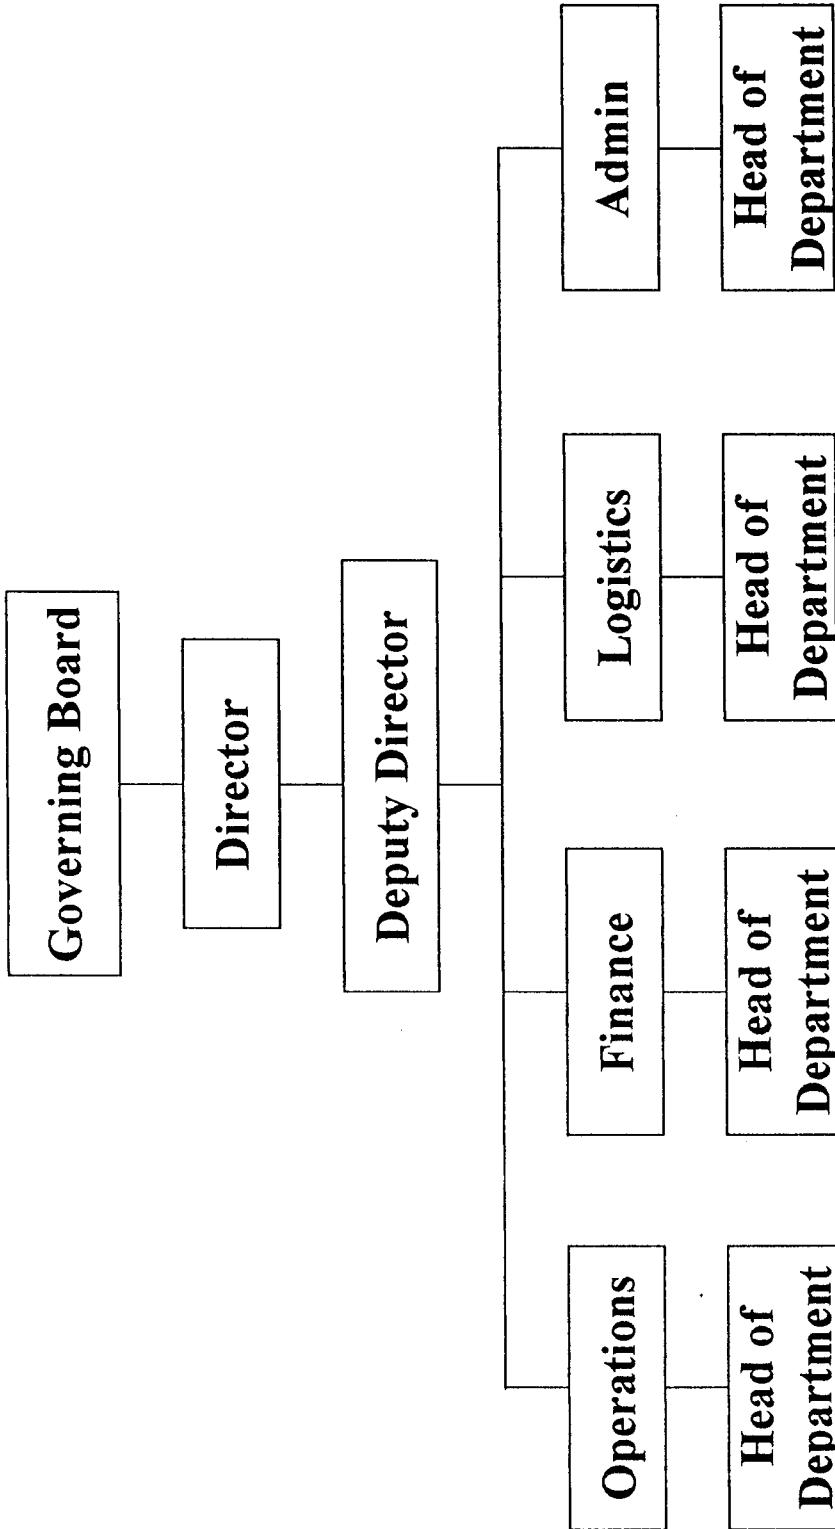 Governing Board
Director
Deputy Director
Operations
Finance
Logistics
Admin
Head of
Department
Head of
Department
Head of
Department
Head of
Department